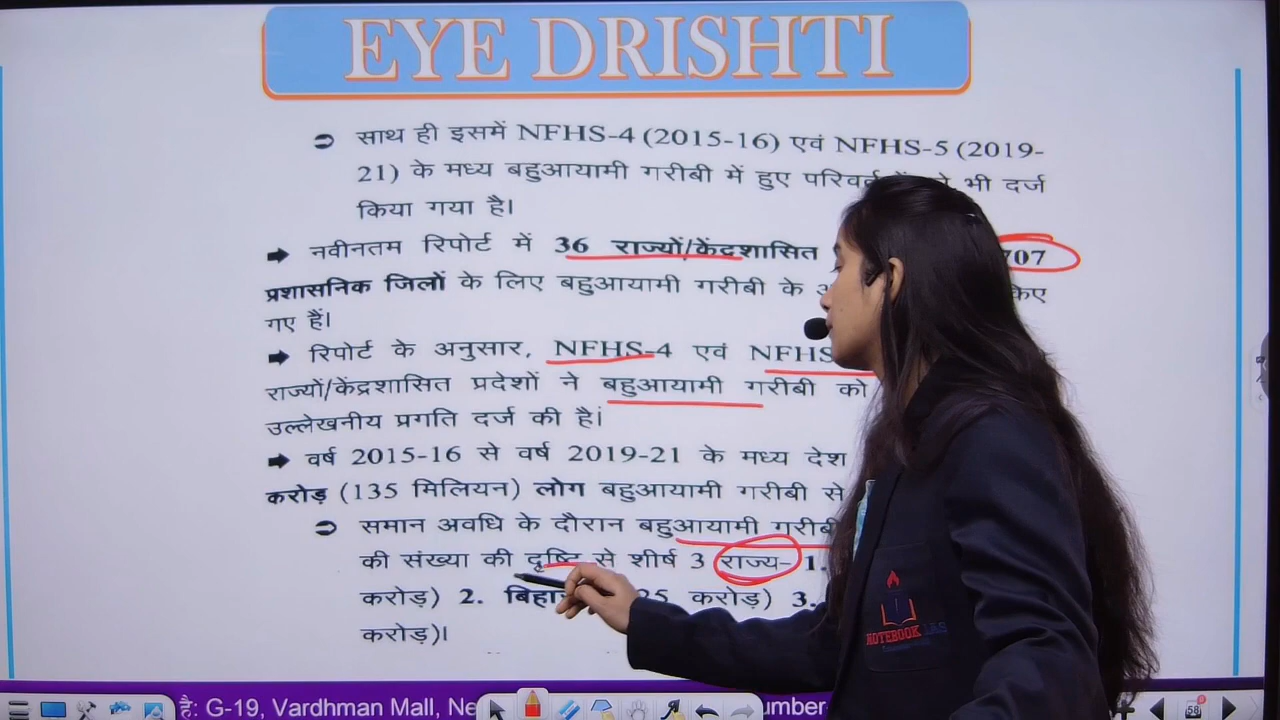 EYE DRISHTI
➲ साथ ही इसमें NFHS-4 (2015-16) एवं NFHS-5 (2019-
21) के मध्य बहुआयामी गरीबी में हुए भी दर्ज
किया गया है।
➡ नवीनतम रिपोर्ट में 36 राज्यों/केंद्रशासित 707
प्रशासनिक जिलों के लिए बहुआयामी गरीबी के किए
गए हैं।
➡ रिपोर्ट के अनुसार, NFHS-4 एवं NFHS
राज्यों/केंद्रशासित प्रदेशों ने बहुआयामी गरीबी को
उल्लेखनीय प्रगति दर्ज की है।
➡ वर्ष 2015-16 से वर्ष 2019-21 के मध्य देश
करोड़ (135 मिलियन) लोग बहुआयामी गरीबी से
➲ समान अवधि के दौरान बहुआयामी गरीबी
की संख्या की दृष्टि से शीर्ष 3 राज्य- 1.
करोड़) 2. 25 करोड़) 3.
करोड़)।
NOTEBOOK LAB
है: G-19, Vardhman Mall, Ne umber-
58